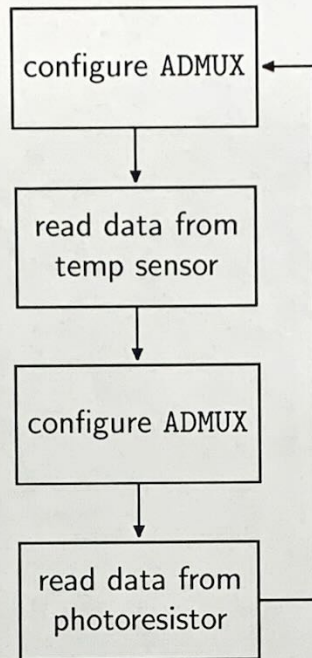 configure ADMUX
read data from
temp sensor
configure ADMUX
read data from
photoresistor